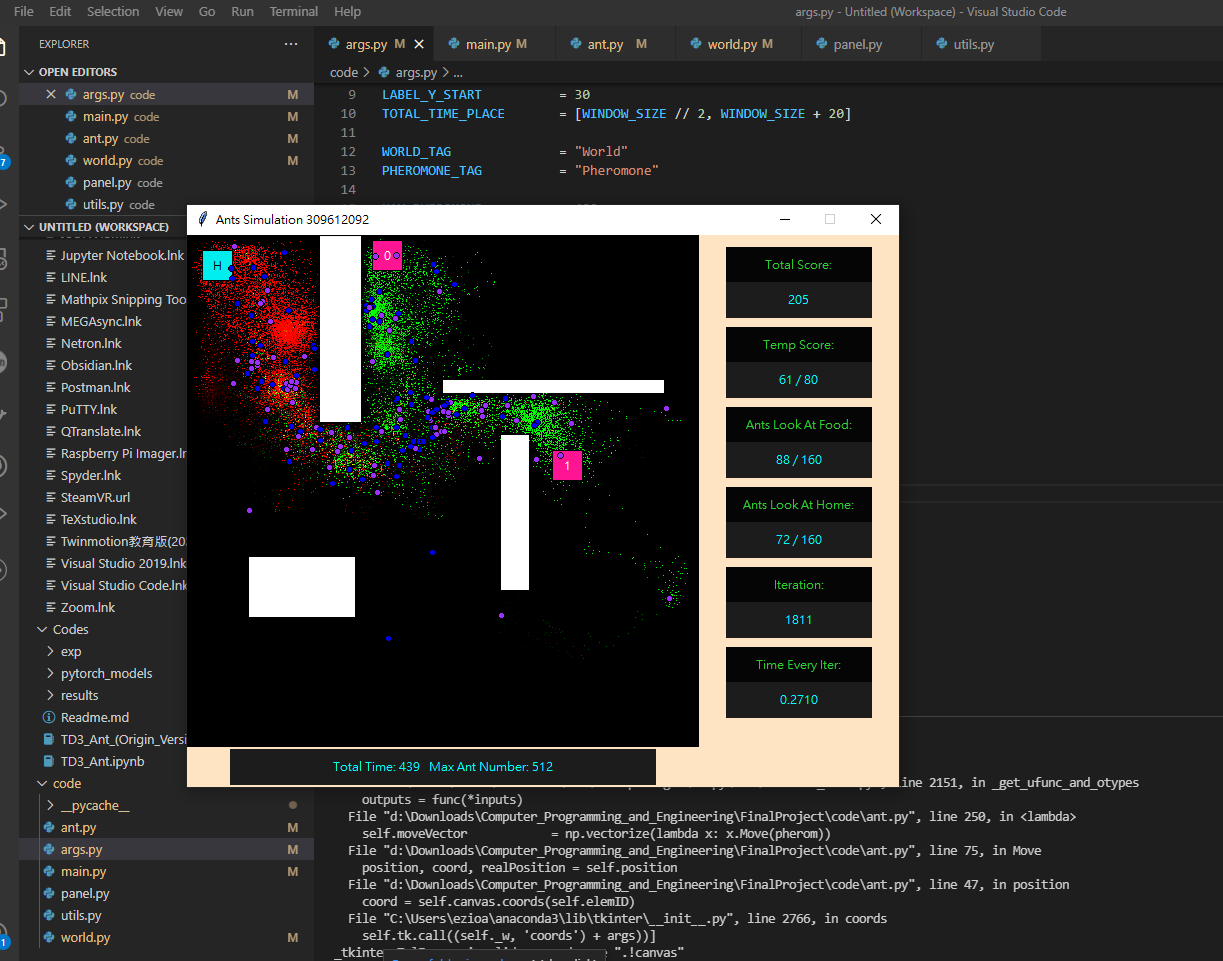 File Edit Selection View Go Run Terminal Help
args.py - Untitled (Workspace) - Visual Studio Code
EXPLORER ···
OPEN EDITORS
args.py code M
main.py code M
ant.py code M
world.py code M
panel.py code
utils.py code
UNTITLED (WORKSPACE)
Jupyter Notebook.lnk
LINE.lnk
Mathpix Snipping Too
MEGAsync.lnk
Netron.lnk
Obsidian.lnk
Postman.lnk
PuTTY.lnk
QTranslate.lnk
Raspberry Pi Imager.lr
Spyder.lnk
SteamVR.url
TeXstudio.lnk
Twinmotion教育版(20
Visual Studio 2019.lnk
Visual Studio Code.lnk
Zoom.lnk
Codes
exp
pytorch_models
results
Readme.md
TD3_Ant_(Origin_Versi
TD3_Ant.ipynb
code
__pycache__
ant.py M
args.py M
main.py M
panel.py
utils.py
world.py M
7
1
args.py M main.py M ant.py M world.py M panel.py utils.py
code > args.py > ...
9 LABEL_Y_START = 30
10 TOTAL_TIME_PLACE = [WINDOW_SIZE // 2, WINDOW_SIZE + 20]
11
12 WORLD_TAG = "World"
13 PHEROMONE_TAG = "Pheromone"
14
Ants Simulation 309612092
H
0
1
Total Score:
205
Temp Score:
61 / 80
Ants Look At Food:
88 / 160
Ants Look At Home:
72 / 160
Iteration:
1811
Time Every Iter:
0.2710
Total Time: 439 Max Ant Number: 512
line 2151, in _get_ufunc_and_otypes
outputs = func(*inputs)
File "d:\Downloads\Computer_Programming_and_Engineering\FinalProject\code\ant.py", line 250, in <lambda>
self.moveVector = np.vectorize(lambda x: x.Move(pherom))
File "d:\Downloads\Computer_Programming_and_Engineering\FinalProject\code\ant.py", line 75, in Move
position, coord, realPosition = self.position
File "d:\Downloads\Computer_Programming_and_Engineering\FinalProject\code\ant.py", line 47, in position
coord = self.canvas.coords(self.elemID)
File "C:\Users\ezioa\anaconda3\lib\tkinter\__init__.py", line 2766, in coords
self.tk.call((self._w, 'coords') + args))]
_tkinte ".!canvas"